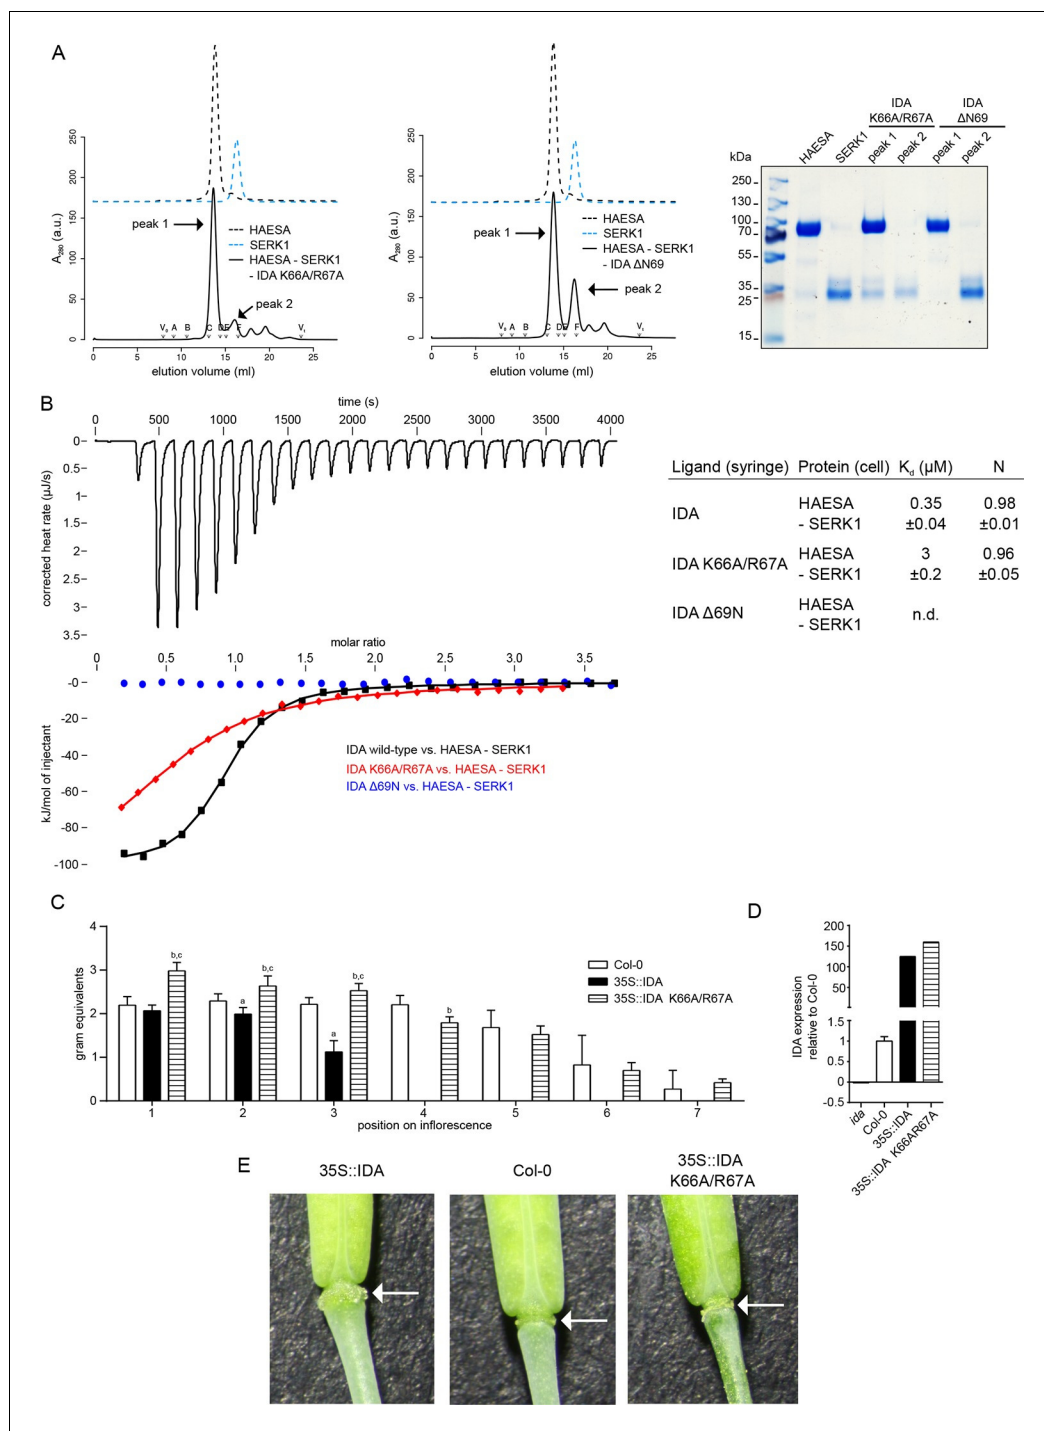 A
A280 (a.u.)
250
200
150
100
50
0
peak 1
HAESA
SERK1
HAESA - SERK1
- IDA K66A/R67A
peak 2
V0 A B C D E F Vt
0 5 10 15 20 25
elution volume (ml)
A280 (a.u.)
250
200
150
100
50
0
peak 1
HAESA
SERK1
HAESA - SERK1
- IDA ΔN69
peak 2
V0 A B C D E F Vt
0 5 10 15 20 25
elution volume (ml)
IDA
K66A/R67A
IDA
ΔN69
HAESA
SERK1
peak 1
peak 2
peak 1
peak 2
kDa
250
130
100
70
35
25
15
B
time (s)
0 500 1000 1500 2000 2500 3000 3500 4000
corrected heat rate (µJ/s)
0
0.5
1
1.5
2.5
3
3.5
molar ratio
0 0.5 1.0 1.5 2.0 2.5 3.0 3.5
kJ/mol of injectant
-0
-20
-40
-60
-80
-100
IDA wild-type vs. HAESA - SERK1
IDA K66A/R67A vs. HAESA - SERK1
IDA Δ69N vs. HAESA - SERK1
Ligand (syringe) Protein (cell) Kd (µM) N
IDA HAESA - SERK1 0.35 ±0.04 0.98 ±0.01
IDA K66A/R67A HAESA - SERK1 3 ±0.2 0.96 ±0.05
IDA Δ69N HAESA - SERK1 n.d.
C
gram equivalents
4
3
2
1
0
b,c
a
b,c
a
b,c
b
Col-0
35S::IDA
35S::IDA K66A/R67A
1 2 3 4 5 6 7
position on inflorescence
D
IDA expression
relative to Col-0
200
150
100
50
1.5
1
0
-0.5
ida
Col-0
35S::IDA
35S::IDA K66AR67A
E
35S::IDA
Col-0
35S::IDA
K66A/R67A